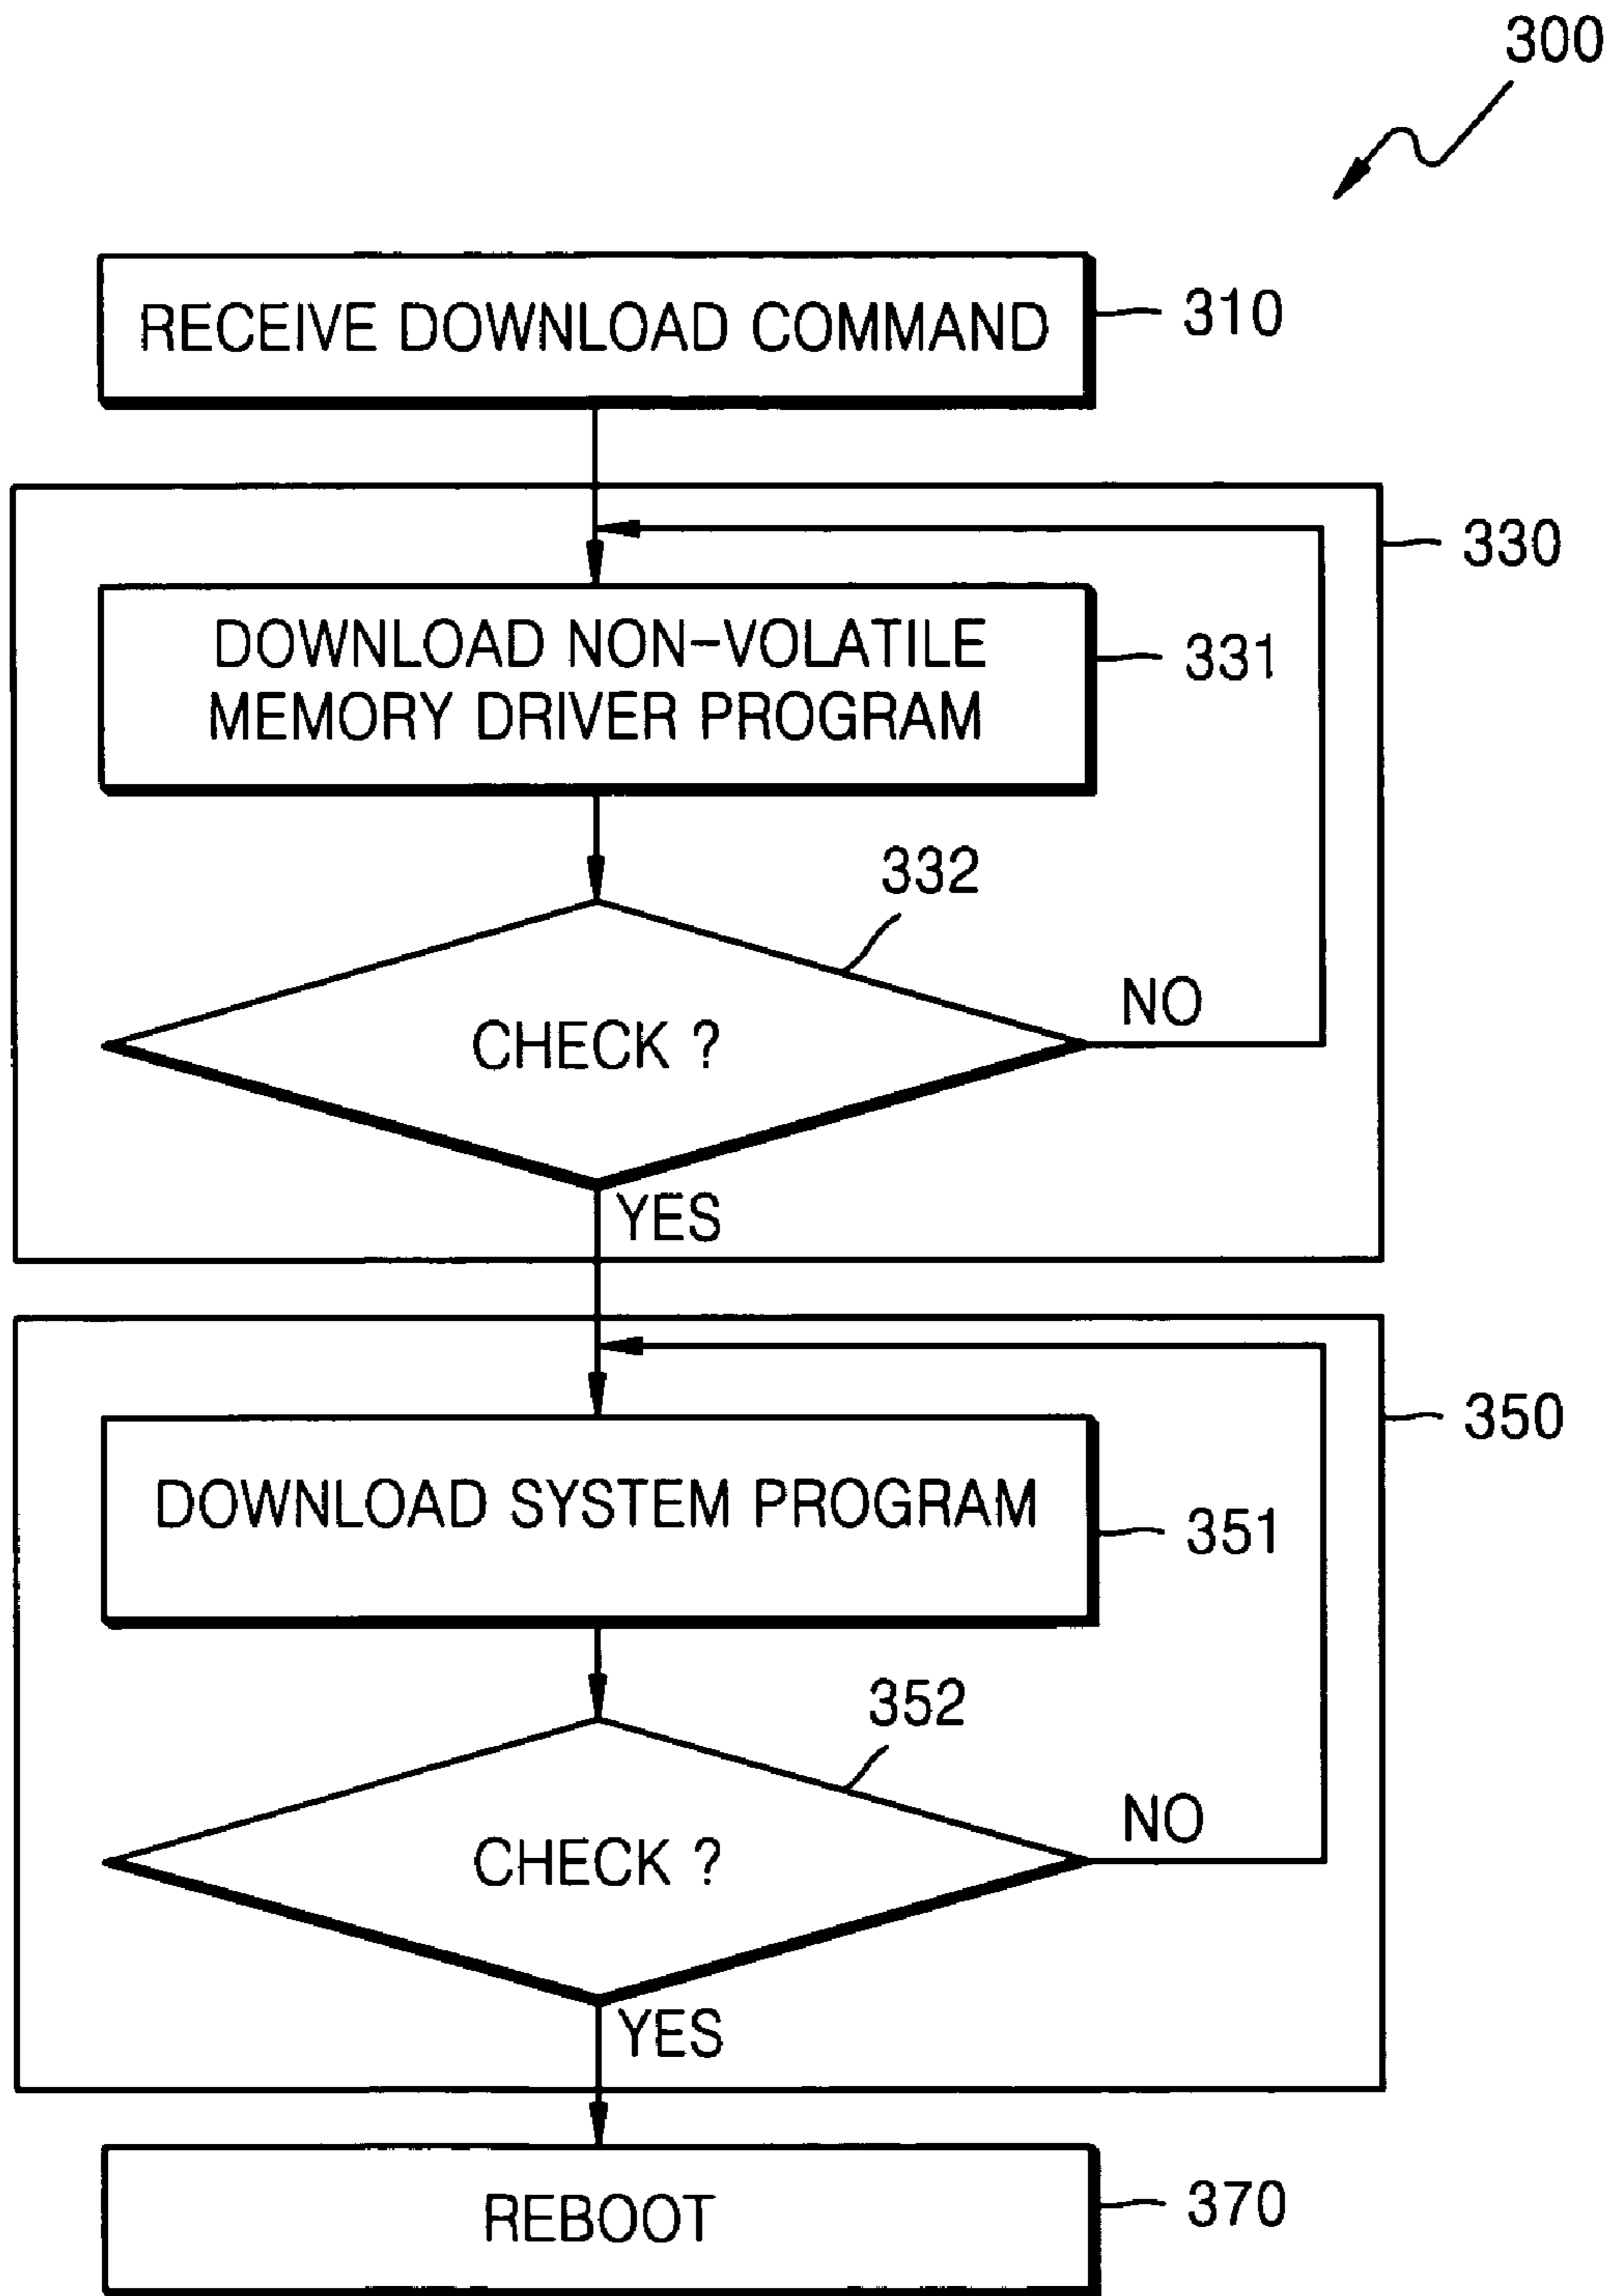 300
RECEIVE DOWNLOAD COMMAND
310
330
DOWNLOAD NON-VOLATILE
MEMORY DRIVER PROGRAM
331
332
CHECK ?
NO
YES
350
DOWNLOAD SYSTEM PROGRAM
351
352
CHECK ?
NO
YES
REBOOT
370